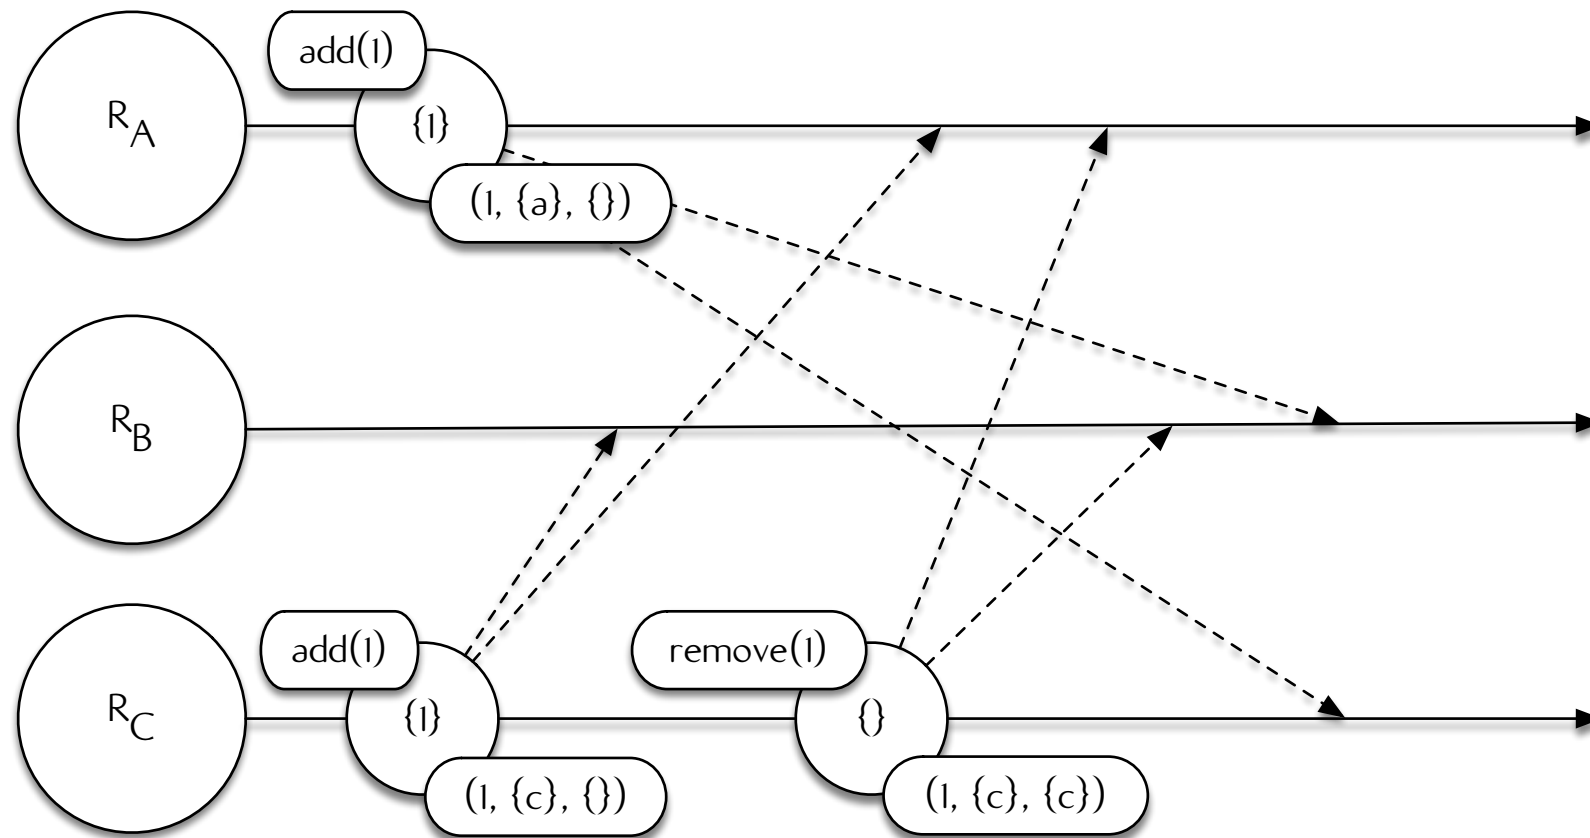 add(1)
R_A
{1}
(1, {a}, {})
R_B
add(1)
remove(1)
R_C
{1}
{}
(1, {c}, {})
(1, {c}, {c})